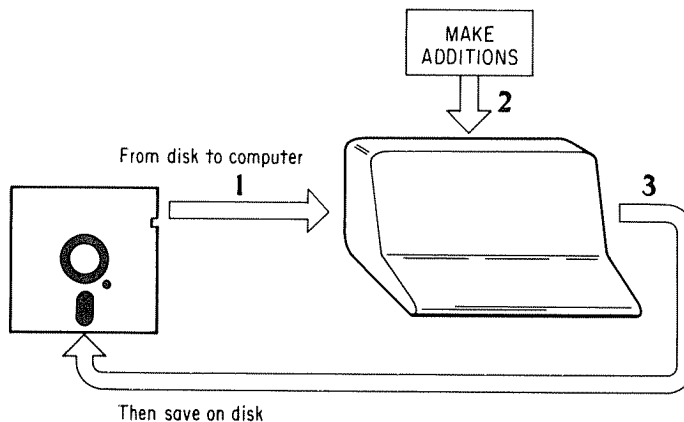 MAKE
ADDITIONS
2
From disk to computer
1
3
Then save on disk